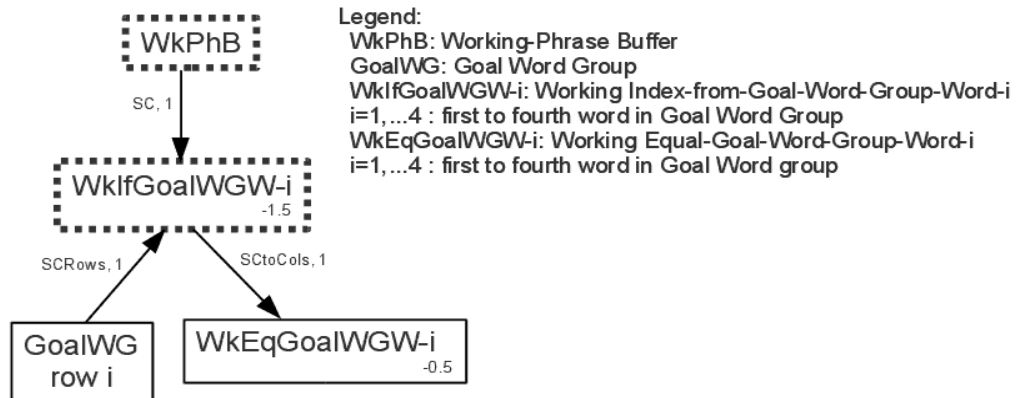 WkPhB
SC, 1
WkIfGoalWGW-i
-1.5
SCRows, 1
SCtoCols, 1
GoalWG
row i
WkEqGoalWGW-i
-0.5
Legend:
WkPhB: Working-Phrase Buffer
GoalWG: Goal Word Group
WkIfGoalWGW-i: Working Index-from-Goal-Word-Group-Word-i
i=1,...4 : first to fourth word in Goal Word Group
WkEqGoalWGW-i: Working Equal-Goal-Word-Group-Word-i
i=1,...4 : first to fourth word in Goal Word group